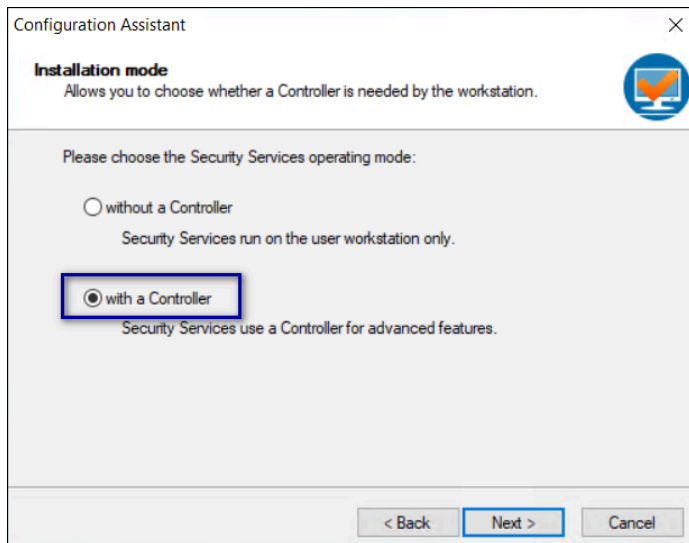 Configuration Assistant
Installation mode
Allows you to choose whether a Controller is needed by the workstation.
Please choose the Security Services operating mode:
without a Controller
Security Services run on the user workstation only.
with a Controller
Security Services use a Controller for advanced features.
< Back Next > Cancel